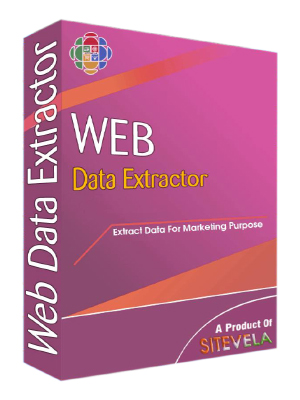 Web Data Extractor
WEB
Data Extractor
Extract Data For Marketing Purpose
A Product Of
SITEVELA